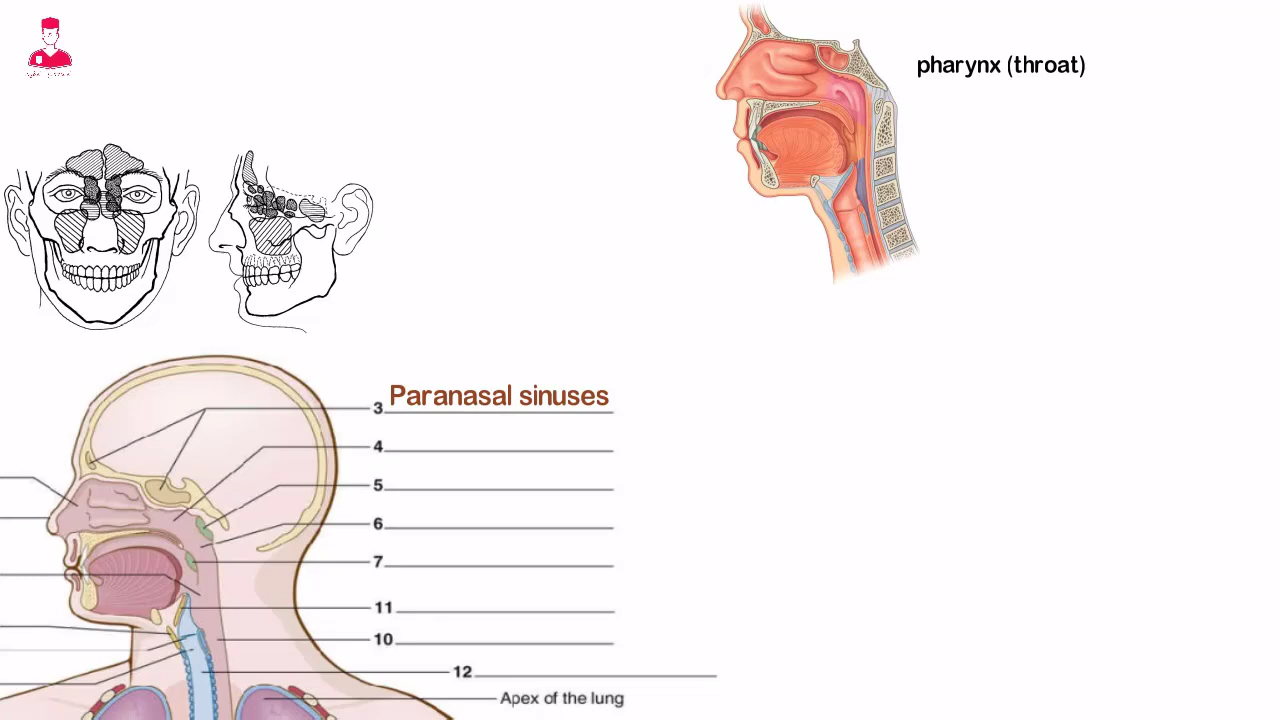 pharynx (throat)
3 Paranasal sinuses
4
5
6
7
11
10
12
Apex of the lung